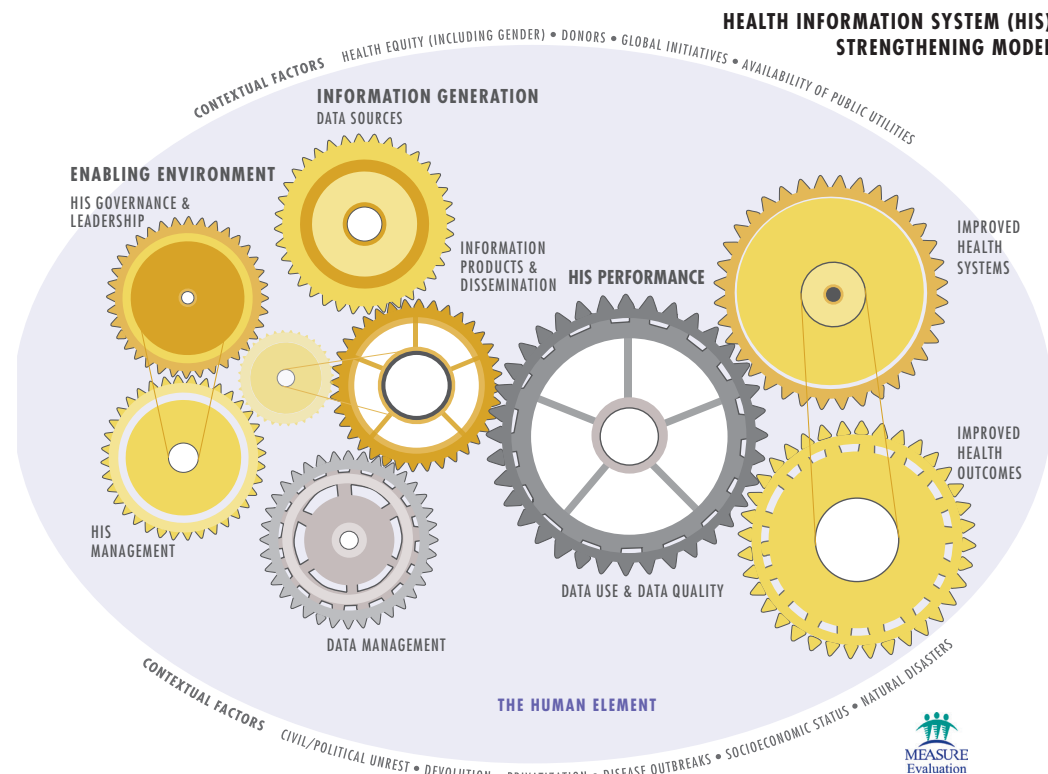 HEALTH INFORMATION SYSTEM (HIS)
STRENGTHENING MODEL
CONTEXTUAL FACTORS HEALTH EQUITY (INCLUDING GENDER) • DONORS • GLOBAL INITIATIVES • AVAILABILITY OF PUBLIC UTILITIES
INFORMATION GENERATION
DATA SOURCES
ENABLING ENVIRONMENT
HIS GOVERNANCE &
LEADERSHIP
INFORMATION
PRODUCTS &
DISSEMINATION
HIS PERFORMANCE
IMPROVED
HEALTH
SYSTEMS
IMPROVED
HEALTH
OUTCOMES
HIS
MANAGEMENT
DATA USE & DATA QUALITY
DATA MANAGEMENT
THE HUMAN ELEMENT
CONTEXTUAL FACTORS CIVIL/POLITICAL UNREST • DEVOLUTION • PRIVATIZATION • DISEASE OUTBREAKS • SOCIOECONOMIC STATUS • NATURAL DISASTERS
MEASURE
Evaluation